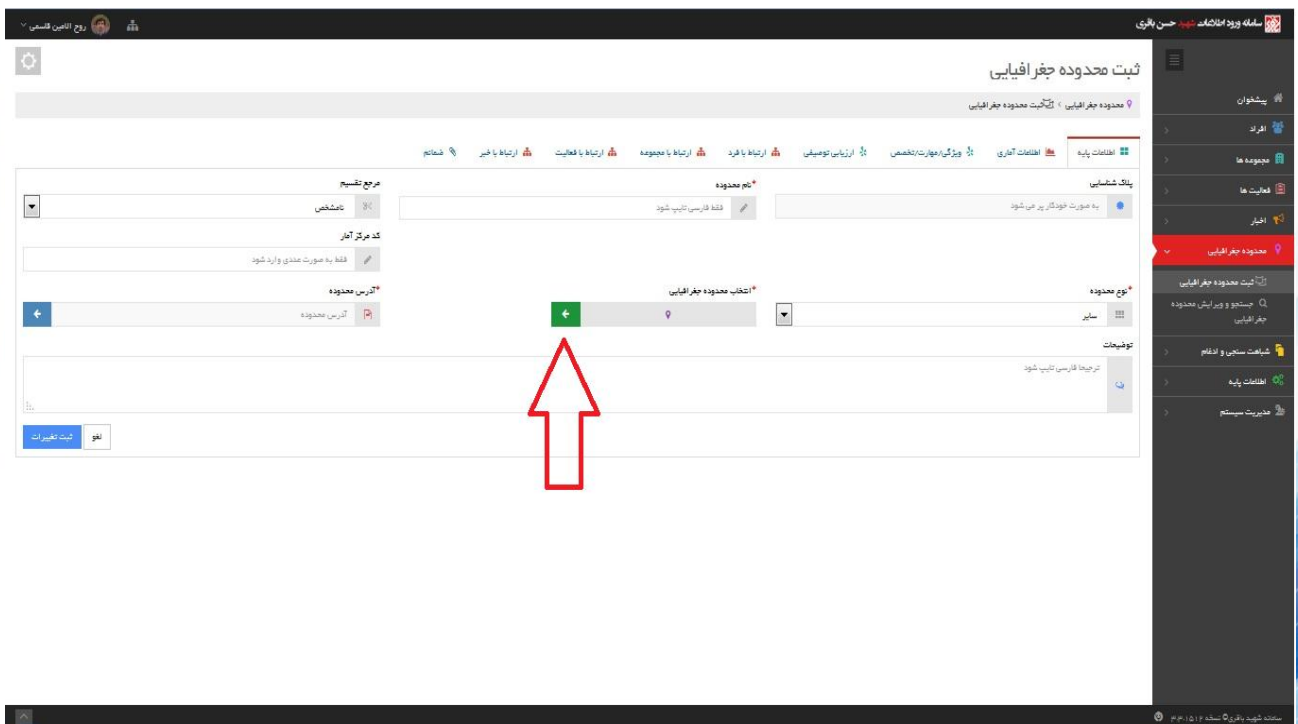 سامانه ورود اطلاعات شهید حسن باقری
روح الامین قاسمی
ثبت محدوده جغرافیایی
محدوده جغرافیایی › ثبت محدوده جغرافیایی
پیشخوان
افراد
مجموعه ها
فعالیت ها
اخبار
محدوده جغرافیایی
ثبت محدوده جغرافیایی
جستجو و ویرایش محدوده
جغرافیایی
شباهت سنجی و ادغام
اطلاعات پایه
مدیریت سیستم
اطلاعات پایه اطلاعات آماری ویژگی/مهارت/تخصص ارزیابی توصیفی ارتباط با فرد ارتباط با مجموعه ارتباط با فعالیت ارتباط با خبر ضمائم
پلاک شناسایی *نام محدوده مرجع تقسیم
به صورت خودکار پر می شود فقط فارسی تایپ شود نامشخص
کد مرکز آمار
فقط به صورت عددی وارد شود
*نوع محدوده *انتخاب محدوده جغرافیایی *آدرس محدوده
سایر آدرس محدوده
توضیحات
ترجیحا فارسی تایپ شود
لغو ثبت تغییرات
سامانه شهید باقری© نسخه